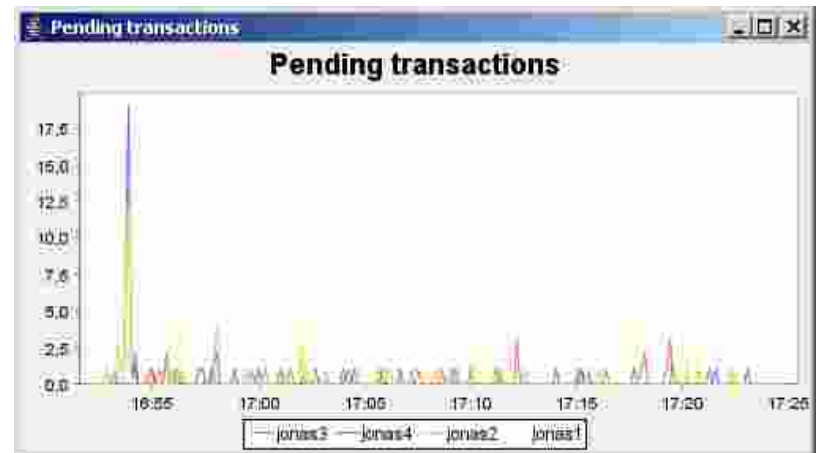 Pending transactions
Pending transactions
17,5
15,0
12,5
10,0
7,5
5,0
2,5
0,0
16:55 17:00 17:05 17:10 17:15 17:20 17:25
jonas3 jonas4 jonas2 jonas1